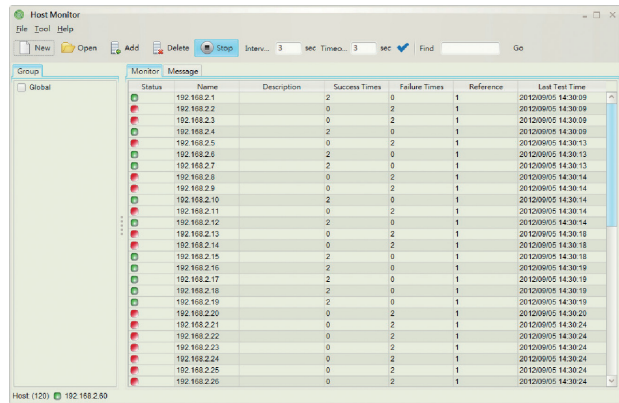 Host Monitor
File Tool Help
New Open Add Delete Stop Interv... 3 sec Timeo... 3 sec Find Go
Group Monitor Message
Global
Status Name Description Success Times Failure Times Reference Last Test Time
192.168.2.1 2 0 1 2012/09/05 14:30:09
192.168.2.2 0 2 1 2012/09/05 14:30:09
192.168.2.3 0 2 1 2012/09/05 14:30:09
192.168.2.4 2 0 1 2012/09/05 14:30:09
192.168.2.5 0 2 1 2012/09/05 14:30:13
192.168.2.6 2 0 1 2012/09/05 14:30:13
192.168.2.7 2 0 1 2012/09/05 14:30:13
192.168.2.8 0 2 1 2012/09/05 14:30:14
192.168.2.9 0 2 1 2012/09/05 14:30:14
192.168.2.10 2 0 1 2012/09/05 14:30:14
192.168.2.11 0 2 1 2012/09/05 14:30:14
192.168.2.12 2 0 1 2012/09/05 14:30:14
192.168.2.13 0 2 1 2012/09/05 14:30:18
192.168.2.14 0 2 1 2012/09/05 14:30:18
192.168.2.15 2 0 1 2012/09/05 14:30:18
192.168.2.16 2 0 1 2012/09/05 14:30:19
192.168.2.17 2 0 1 2012/09/05 14:30:19
192.168.2.18 2 0 1 2012/09/05 14:30:19
192.168.2.19 2 0 1 2012/09/05 14:30:19
192.168.2.20 0 2 1 2012/09/05 14:30:20
192.168.2.21 0 2 1 2012/09/05 14:30:24
192.168.2.22 0 2 1 2012/09/05 14:30:24
192.168.2.23 0 2 1 2012/09/05 14:30:24
192.168.2.24 0 2 1 2012/09/05 14:30:24
192.168.2.25 0 2 1 2012/09/05 14:30:24
192.168.2.26 0 2 1 2012/09/05 14:30:24
Host (120) 192.168.2.60